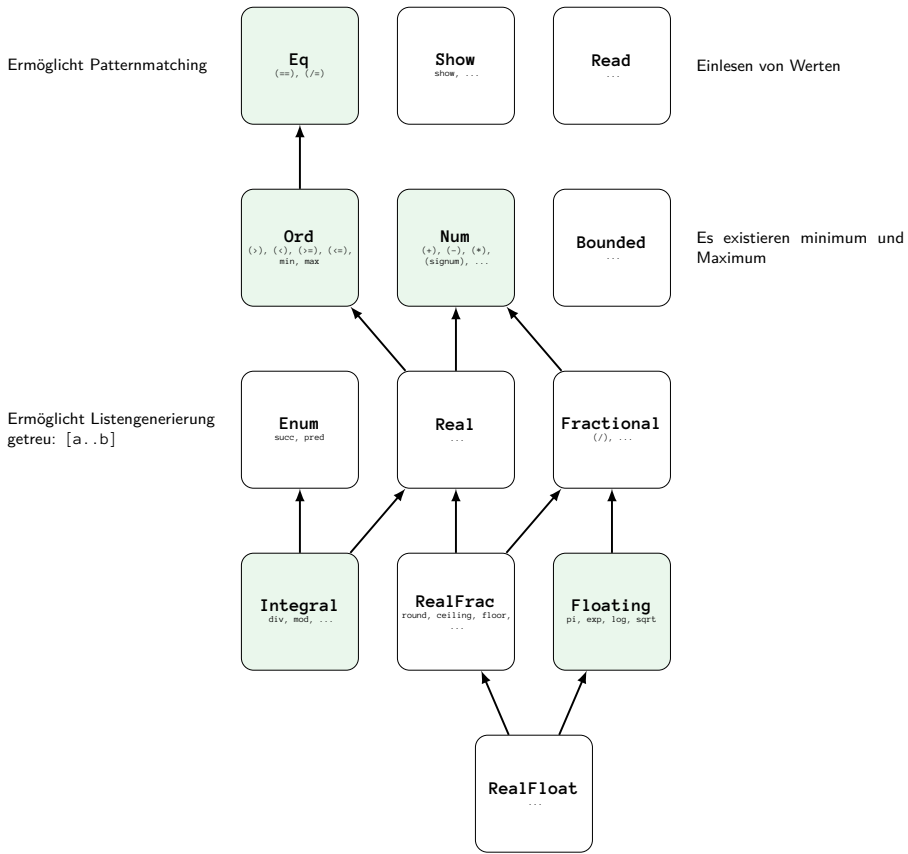 Ermöglicht Patternmatching
Eq
(==), (/=)
Show
show, ...
Read
...
Einlesen von Werten
Ord
(>), (<), (>=), (<=),
min, max
Num
(+), (-), (*),
(signum), ...
Bounded
...
Es existieren minimum und
Maximum
Ermöglicht Listengenerierung
getreu: [a..b]
Enum
succ, pred
Real
...
Fractional
(/), ...
Integral
div, mod, ...
RealFrac
round, ceiling, floor,
...
Floating
pi, exp, log, sqrt
RealFloat
...